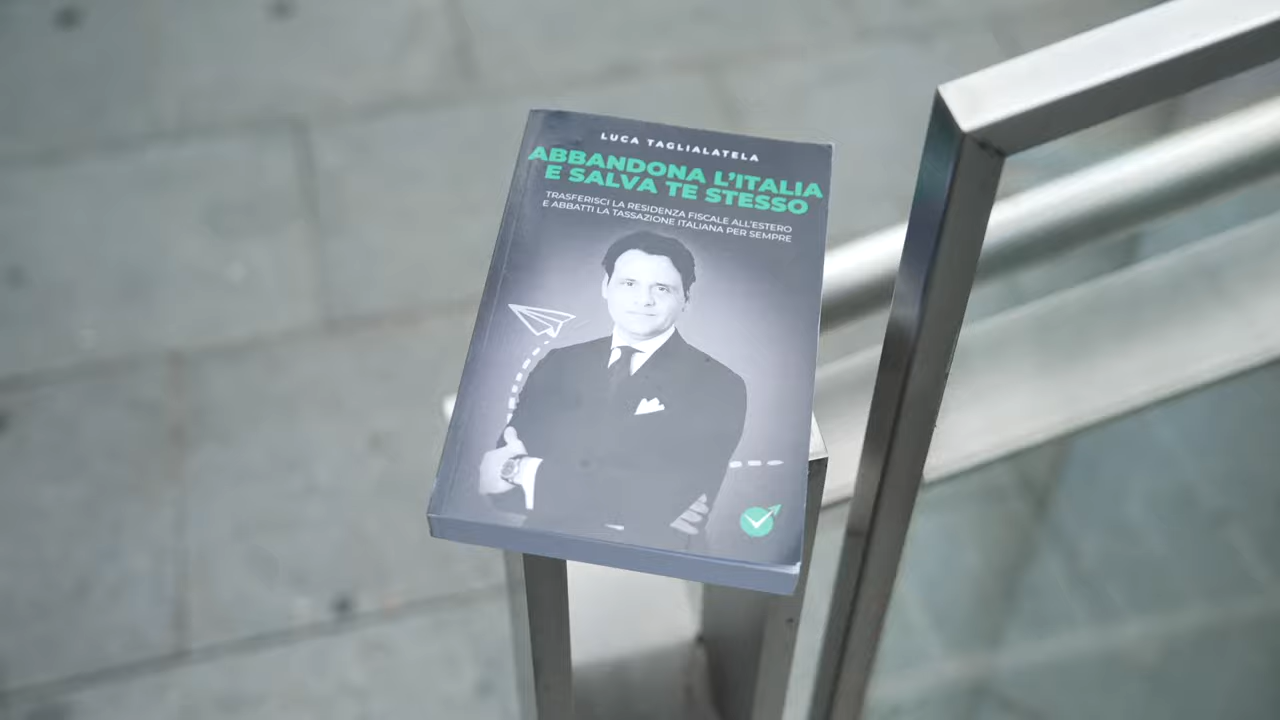 LUCA TAGLIALATELA
ABBANDONA L'ITALIA
E SALVA TE STESSO
TRASFERISCI LA RESIDENZA FISCALE ALL'ESTERO
E ABBATTI LA TASSAZIONE ITALIANA PER SEMPRE